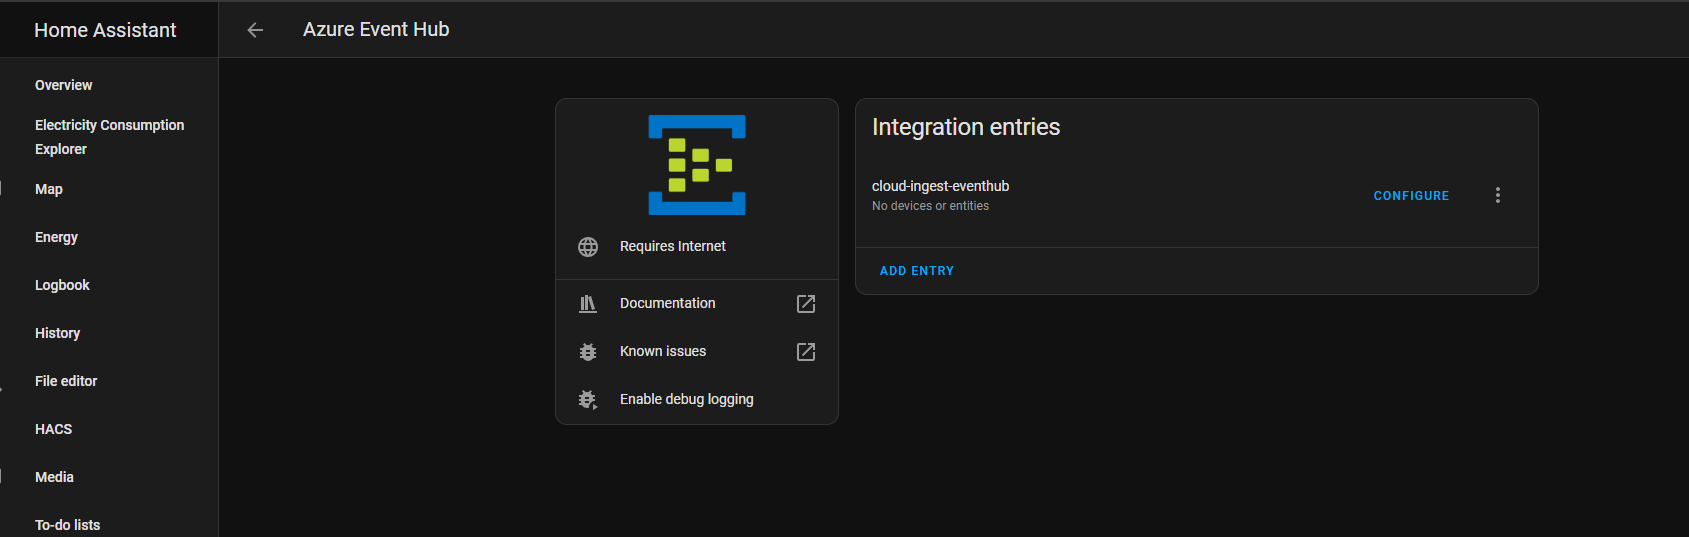 Home Assistant
Azure Event Hub
Overview
Electricity Consumption
Explorer
Map
Energy
Logbook
History
File editor
HACS
Media
To-do lists
Requires Internet
Documentation
Known issues
Enable debug logging
Integration entries
cloud-ingest-eventhub
No devices or entities
CONFIGURE
ADD ENTRY